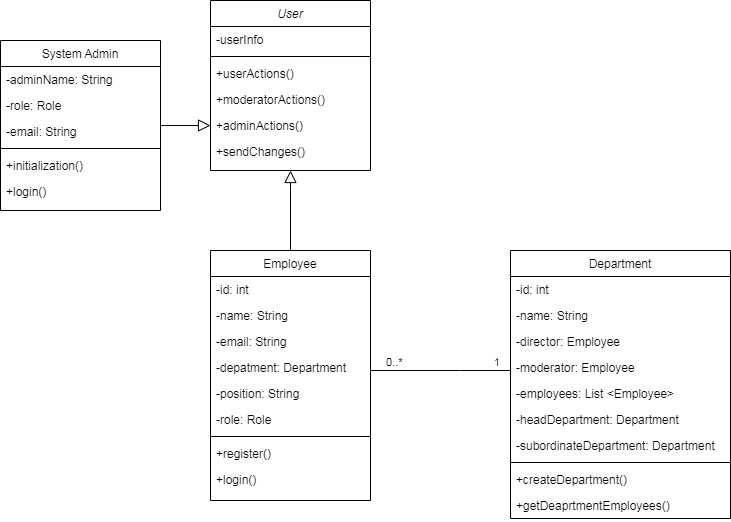 User
-userInfo
+userActions()
+moderatorActions()
+adminActions()
+sendChanges()
System Admin
-adminName: String
-role: Role
-email: String
+initialization()
+login()
Employee
-id: int
-name: String
-email: String
-depatment: Department
-position: String
-role: Role
+register()
+login()
0..*
1
Department
-id: int
-name: String
-director: Employee
-moderator: Employee
-employees: List <Employee>
-headDepartment: Department
-subordinateDepartment: Department
+createDepartment()
+getDeaprtmentEmployees()